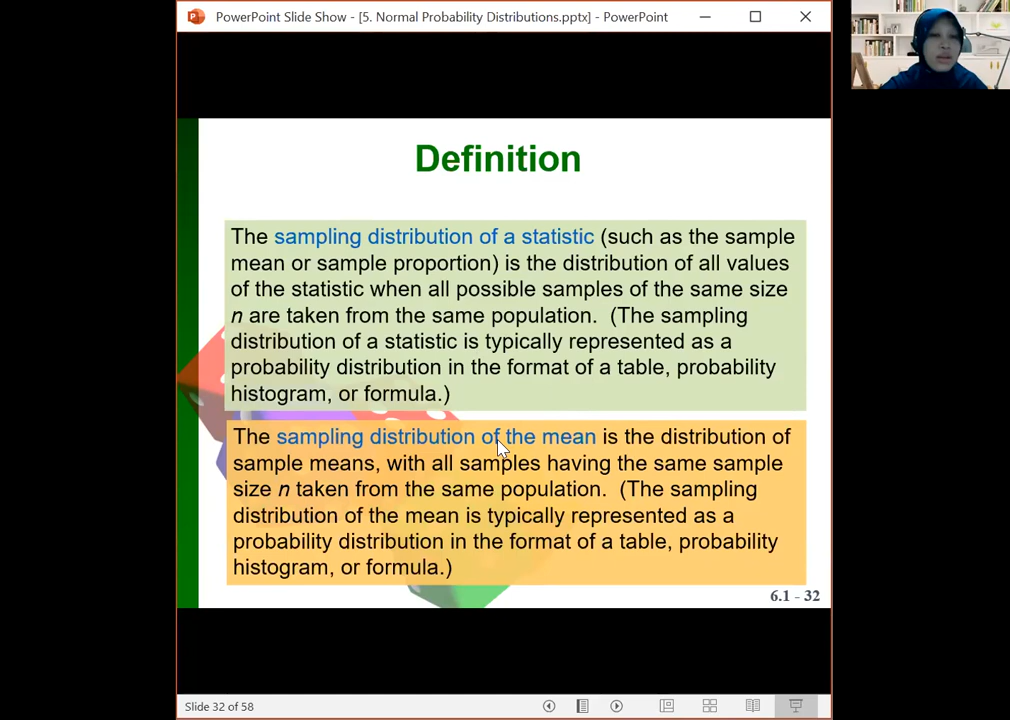 PowerPoint Slide Show - [5. Normal Probability Distributions.pptx] - PowerPoint
Definition
The sampling distribution of a statistic (such as the sample
mean or sample proportion) is the distribution of all values
of the statistic when all possible samples of the same size
n are taken from the same population.  (The sampling
distribution of a statistic is typically represented as a
probability distribution in the format of a table, probability
histogram, or formula.)
The sampling distribution of the mean is the distribution of
sample means, with all samples having the same sample
size n taken from the same population.  (The sampling
distribution of the mean is typically represented as a
probability distribution in the format of a table, probability
histogram, or formula.)
6.1 - 32
Slide 32 of 58